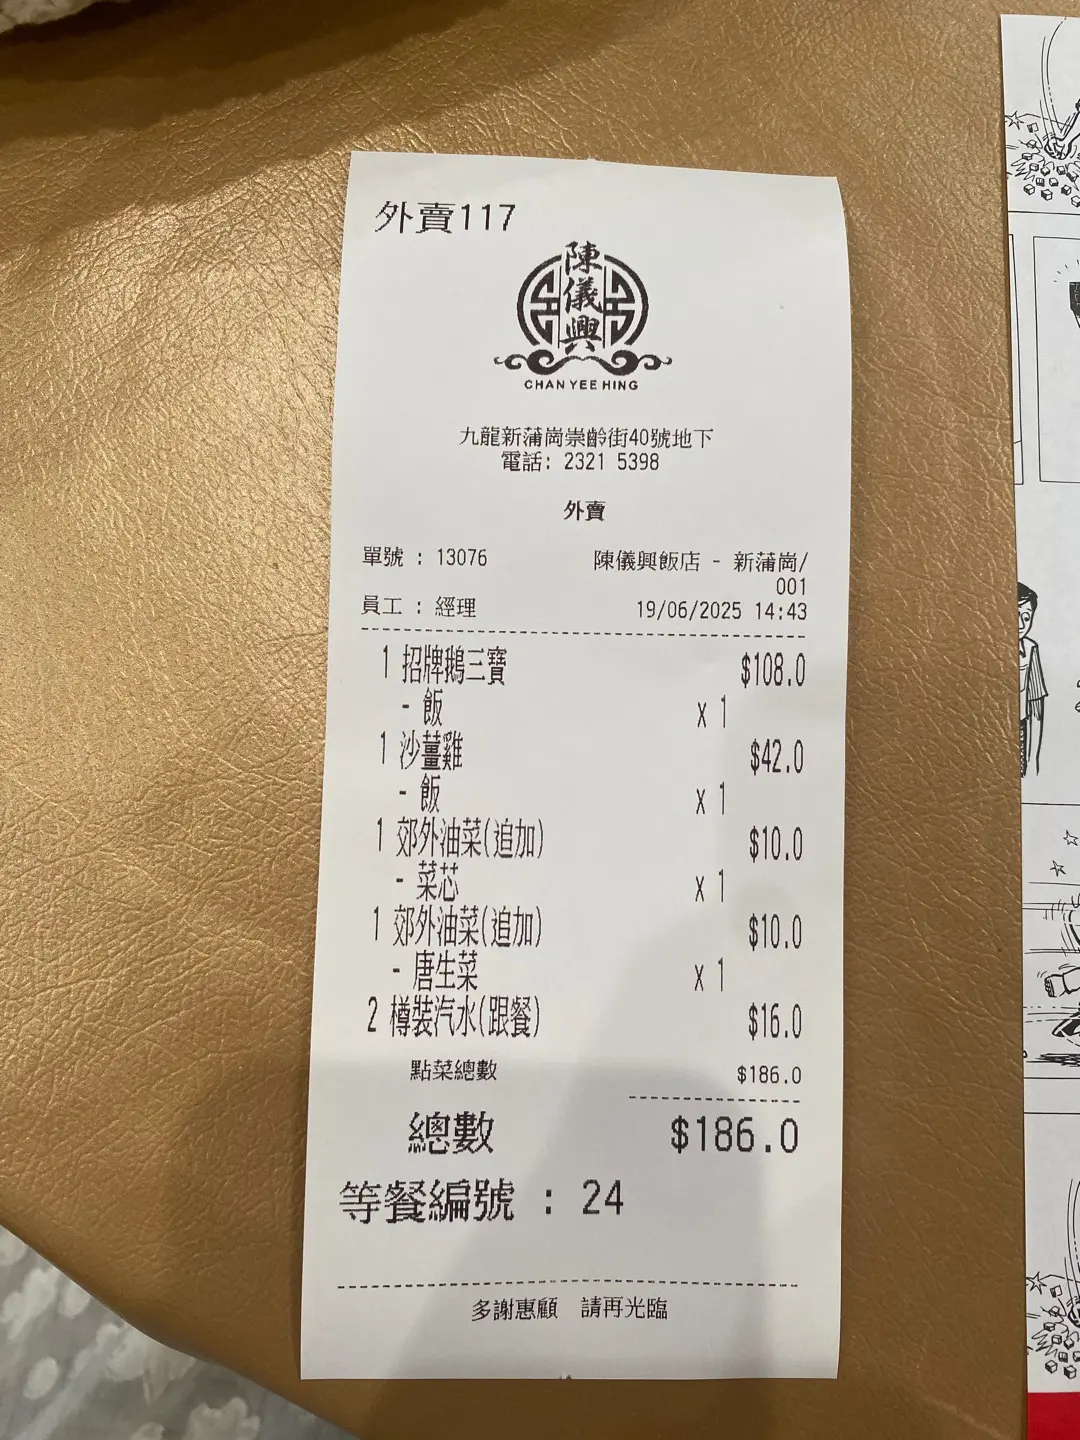 外賣117
陳儀興
CHAN YEE HING
九龍新蒲崗崇齡街40號地下
電話: 2321 5398
外賣
單號 : 13076 陳儀興飯店 - 新蒲崗/
001
員工 : 經理 19/06/2025 14:43
1 招牌鵝三寶 $108.0
- 飯 x 1
1 沙薑雞 $42.0
- 飯 x 1
1 郊外油菜(追加) $10.0
- 菜芯 x 1
1 郊外油菜(追加) $10.0
- 唐生菜 x 1
2 樽裝汽水(跟餐) $16.0
點菜總數 $186.0
總數 $186.0
等餐編號 : 24
多謝惠顧 請再光臨